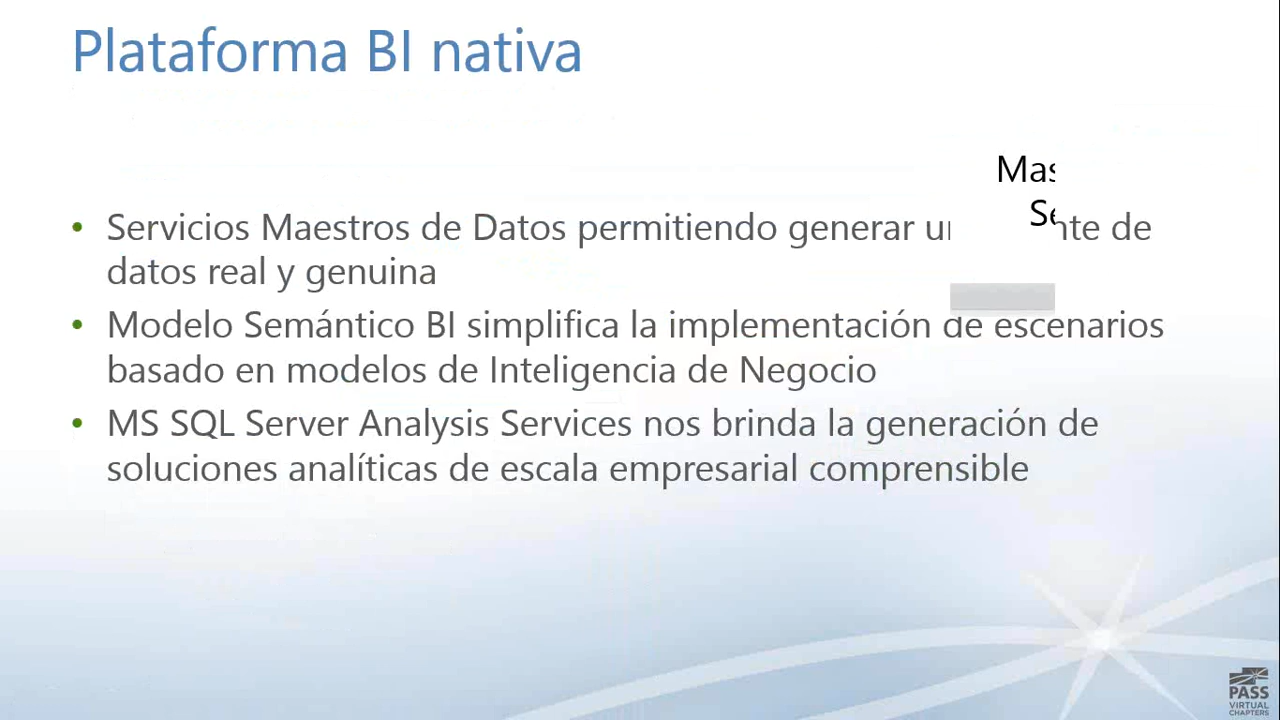 Plataforma BI nativa
• Servicios Maestros de Datos permitiendo generar de
datos real y genuina
• Modelo Semántico BI simplifica la implementación de escenarios
basado en modelos de Inteligencia de Negocio
• MS SQL Server Analysis Services nos brinda la generación de
soluciones analíticas de escala empresarial comprensible
PASS
VIRTUAL
CHAPTERS